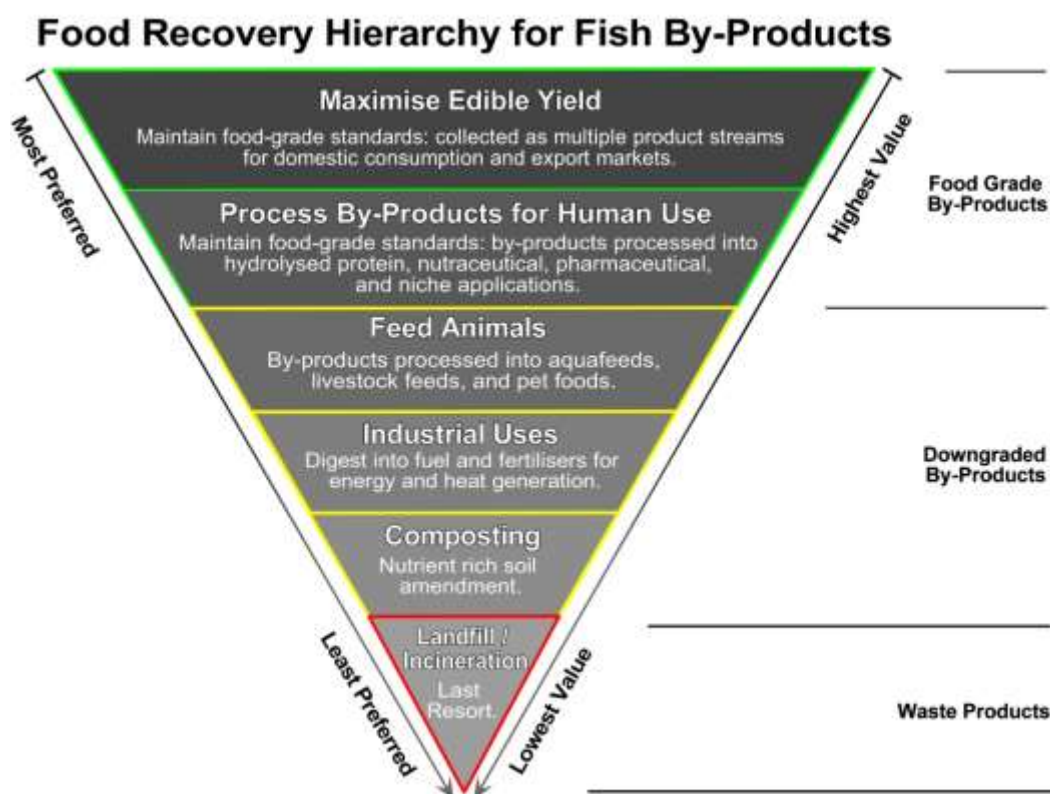 Food Recovery Hierarchy for Fish By-Products
Most Preferred
Highest Value
Maximise Edible Yield
Maintain food-grade standards: collected as multiple product streams
for domestic consumption and export markets.
Food Grade
By-Products
Process By-Products for Human Use
Maintain food-grade standards: by-products processed into
hydrolysed protein, nutraceutical, pharmaceutical,
and niche applications.
Feed Animals
By-products processed into aquafeeds,
livestock feeds, and pet foods.
Industrial Uses
Digest into fuel and fertilisers for
energy and heat generation.
Downgraded
By-Products
Composting
Nutrient rich soil
amendment.
Least Preferred
Lowest Value
Landfill /
Incineration
Last
Resort.
Waste Products